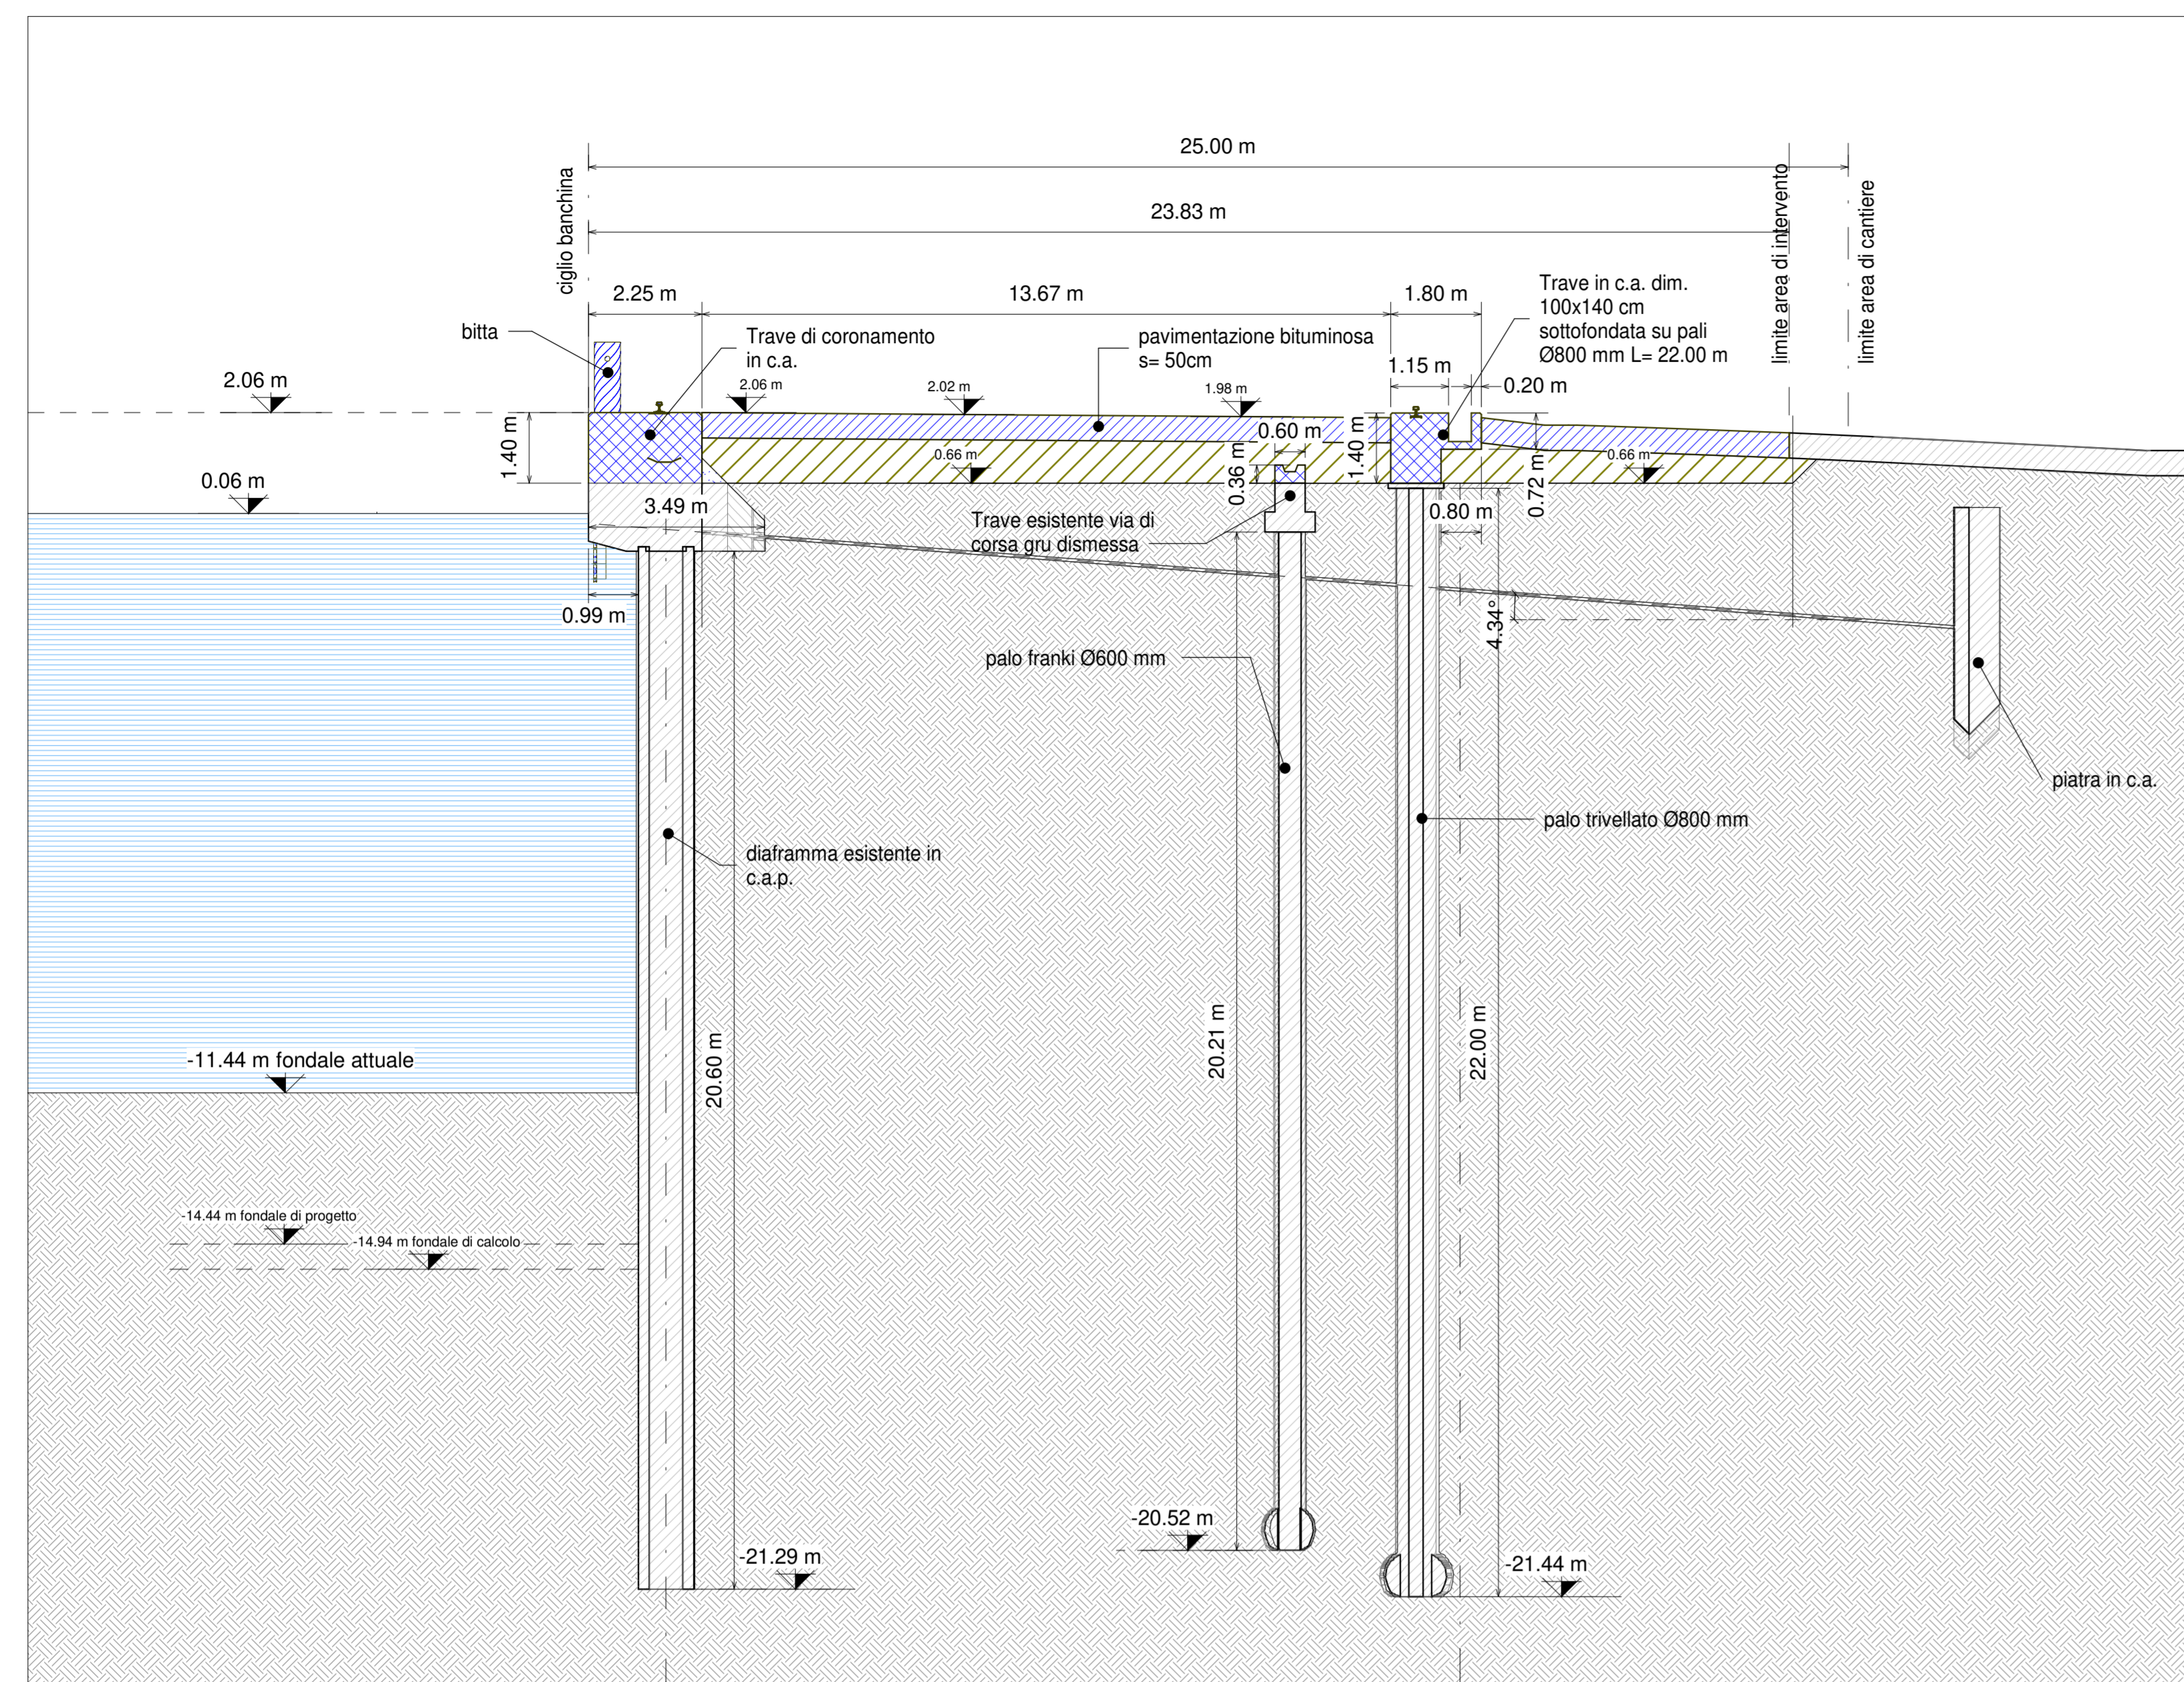 25.00 m
23.83 m
ciglio banchina
limite area di intervento
limite area di cantiere
2.25 m
13.67 m
1.80 m
Trave in c.a. dim.
100x140 cm
sottofondata su pali
Ø800 mm L= 22.00 m
bitta
Trave di coronamento
in c.a.
pavimentazione bituminosa
s= 50cm
1.15 m
0.20 m
2.06 m
2.06 m
2.02 m
1.98 m
1.40 m
0.60 m
0.36 m
1.40 m
0.66 m
0.66 m
0.72 m
0.06 m
3.49 m
0.80 m
Trave esistente via di
corsa gru dismessa
0.99 m
4.34°
palo franki Ø600 mm
piatra in c.a.
palo trivellato Ø800 mm
diaframma esistente in
c.a.p.
20.60 m
20.21 m
22.00 m
-11.44 m fondale attuale
-14.44 m fondale di progetto
-14.94 m fondale di calcolo
-20.52 m
-21.29 m
-21.44 m